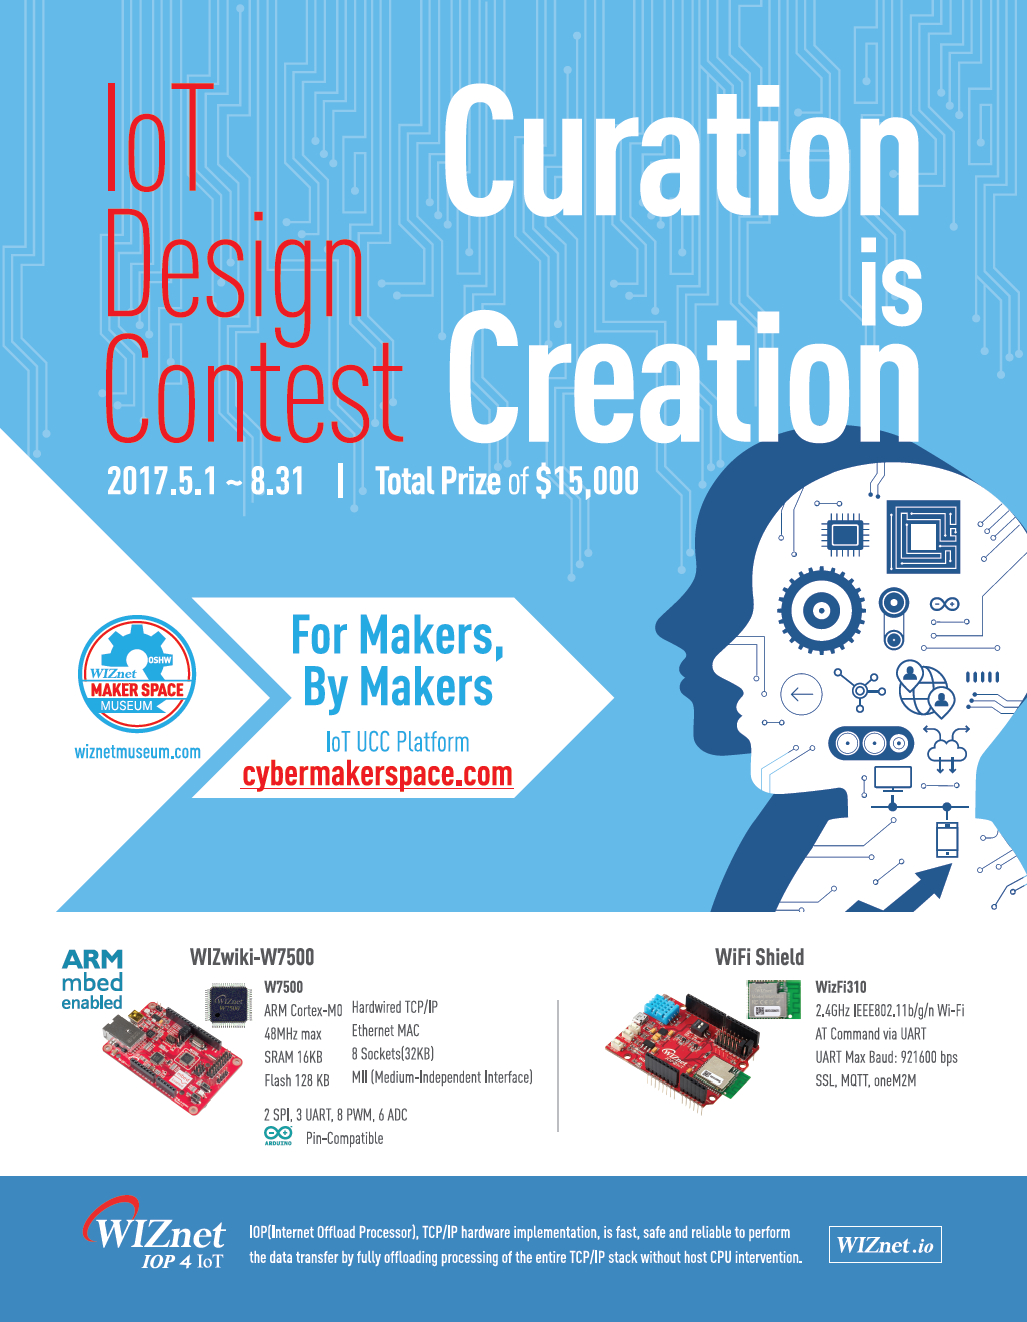 IoT
Design
Contest
Curation
is
Creation
2017.5.1 ~ 8.31 | Total Prize of $15,000
OSHW
WIZnet
MAKER SPACE
MUSEUM
wiznetmuseum.com
For Makers,
By Makers
IoT UCC Platform
cybermakerspace.com
ARM
mbed
enabled
WIZwiki-W7500
WIZnet
W7500
W7500
ARM Cortex-M0
48MHz max
SRAM 16KB
Flash 128 KB
Hardwired TCP/IP
Ethernet MAC
8 Sockets(32KB)
MII (Medium-Independent Interface)
2 SPI, 3 UART, 8 PWM, 6 ADC
ARDUINO
Pin-Compatible
WiFi Shield
WizFi310
2.4GHz IEEE802.11b/g/n Wi-Fi
AT Command via UART
UART Max Baud: 921600 bps
SSL, MQTT, oneM2M
WIZnet
IOP 4 IoT
IOP(Internet Offload Processor), TCP/IP hardware implementation, is fast, safe and reliable to perform
the data transfer by fully offloading processing of the entire TCP/IP stack without host CPU intervention.
WIZnet.io